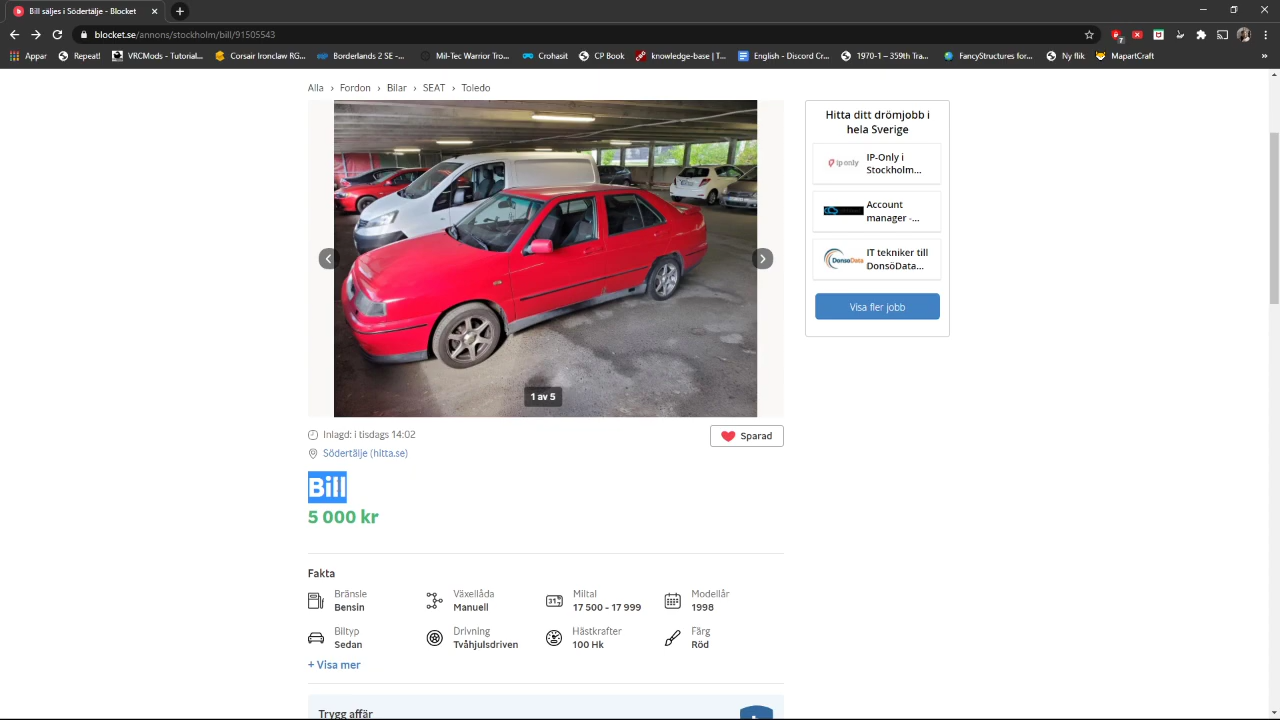 Bill säljes i Södertälje - Blocket
blocket.se/annons/stockholm/bill/91505543
Appar
Repeat!
VRCMods - Tutorial...
Corsair Ironclaw RG...
Borderlands 2 SE -...
Mil-Tec Warrior Tro...
Crohasit
CP Book
knowledge-base | T...
English - Discord Cr...
1970-1 – 359th Tra...
FancyStructures for...
Ny flik
MapartCraft
»
Alla › Fordon › Bilar › SEAT › Toledo
Hitta ditt drömjobb i
hela Sverige
ip only
IP-Only i
Stockholm...
Account
manager -...
DonsöData
IT tekniker till
DonsöData...
Visa fler jobb
1 av 5
Inlagd: i tisdags 14:02
Sparad
Södertälje (hitta.se)
Bill
5 000 kr
Fakta
Bränsle
Bensin
Växellåda
Manuell
Miltal
17 500 - 17 999
Modellår
1998
Biltyp
Sedan
Drivning
Tvåhjulsdriven
Hästkrafter
100 Hk
Färg
Röd
+ Visa mer
Trygg affär